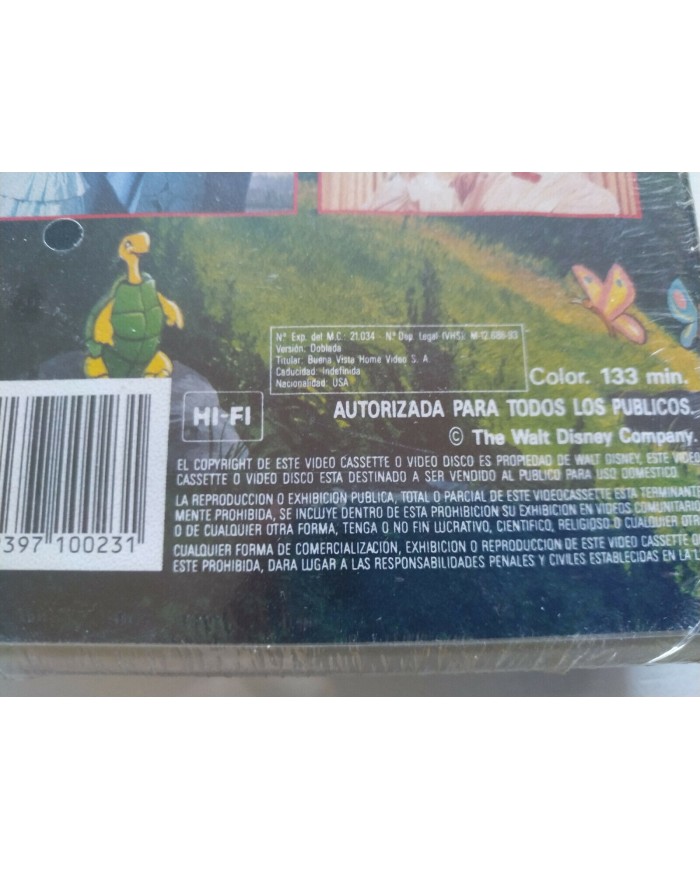 Nº Exp. del M.C.: 21.034 - Nº Dep. Legal (VHS):
Versión: Doblada
Titular: Buena Vista Home Video S. A.
Caducidad: Indefinida
Nacionalidad: USA
Color. 133 min.
HI-FI
AUTORIZADA PARA TODOS LOS PUBLICOS.
© The Walt Disney Company.
EL COPYRIGHT DE ESTE VIDEO CASSETTE O VIDEO DISCO ES PROPIEDAD DE WALT DISNEY, ESTE VIDEO
CASSETTE O VIDEO DISCO ESTA DESTINADO A SER VENDIDO AL PUBLICO PARA USO DOMESTICO.
LA REPRODUCCION O EXHIBICION PUBLICA, TOTAL O PARCIAL DE ESTE VIDEOCASSETTE ESTA TERMINANTE
MENTE PROHIBIDA, SE INCLUYE DENTRO DE ESTA PROHIBICION SU EXHIBICION EN VIDEOS COMUNITARIOS
O DE CUALQUIER OTRA FORMA, TENGA O NO FIN LUCRATIVO, CIENTIFICO, RELIGIOSO O CUALQUIER OTRO
CUALQUIER FORMA DE COMERCIALIZACION, EXHIBICION O REPRODUCCION DE ESTE VIDEO CASSETTE
ESTE PROHIBIDA, DARA LUGAR A LAS RESPONSABILIDADES PENALES Y CIVILES ESTABLECIDAS EN LA
9397 100231